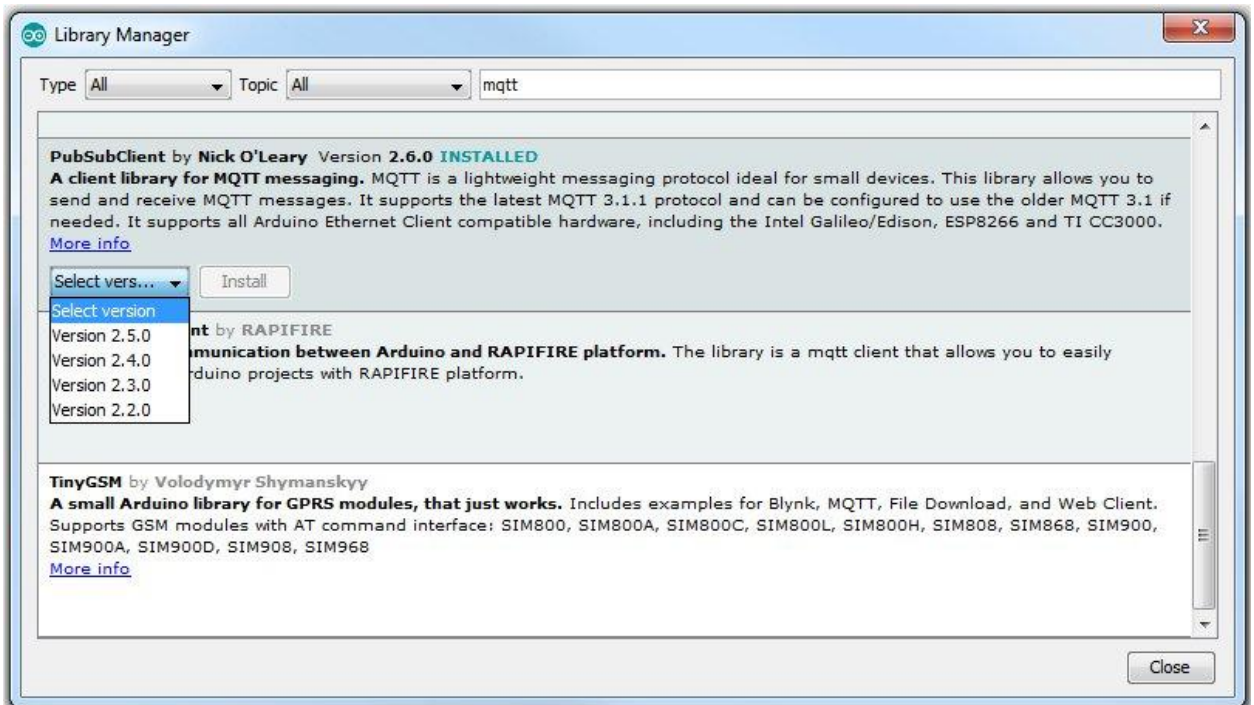 Library Manager
Type All Topic All mqtt
PubSubClient by Nick O'Leary Version 2.6.0 INSTALLED
A client library for MQTT messaging. MQTT is a lightweight messaging protocol ideal for small devices. This library allows you to
send and receive MQTT messages. It supports the latest MQTT 3.1.1 protocol and can be configured to use the older MQTT 3.1 if
needed. It supports all Arduino Ethernet Client compatible hardware, including the Intel Galileo/Edison, ESP8266 and TI CC3000.
More info
Select vers... Install
Select version
Version 2.5.0
Version 2.4.0
Version 2.3.0
Version 2.2.0
by RAPIFIRE
between Arduino and RAPIFIRE platform. The library is a mqtt client that allows you to easily
projects with RAPIFIRE platform.
TinyGSM by Volodymyr Shymanskyy
A small Arduino library for GPRS modules, that just works. Includes examples for Blynk, MQTT, File Download, and Web Client.
Supports GSM modules with AT command interface: SIM800, SIM800A, SIM800C, SIM800L, SIM800H, SIM808, SIM868, SIM900,
SIM900A, SIM900D, SIM908, SIM968
More info
Close